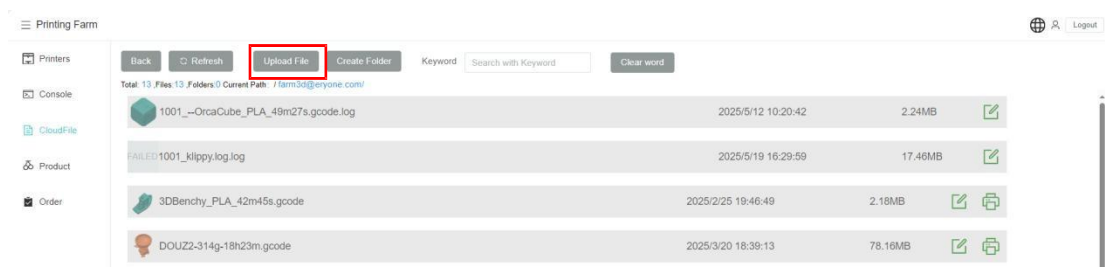 Printing Farm
Logout
Printers
Console
CloudFile
Product
Order
Back Refresh Upload File Create Folder Keyword Search with Keyword Clear word
Total: 13 ,Files:13 ,Folders:0 Current Path: / farm3d@eryone.com/
1001_--OrcaCube_PLA_49m27s.gcode.log 2025/5/12 10:20:42 2.24MB
FAILED 1001_klippy.log.log 2025/5/19 16:29:59 17.46MB
3DBenchy_PLA_42m45s.gcode 2025/2/25 19:46:49 2.18MB
DOUZ2-314g-18h23m.gcode 2025/3/20 18:39:13 78.16MB